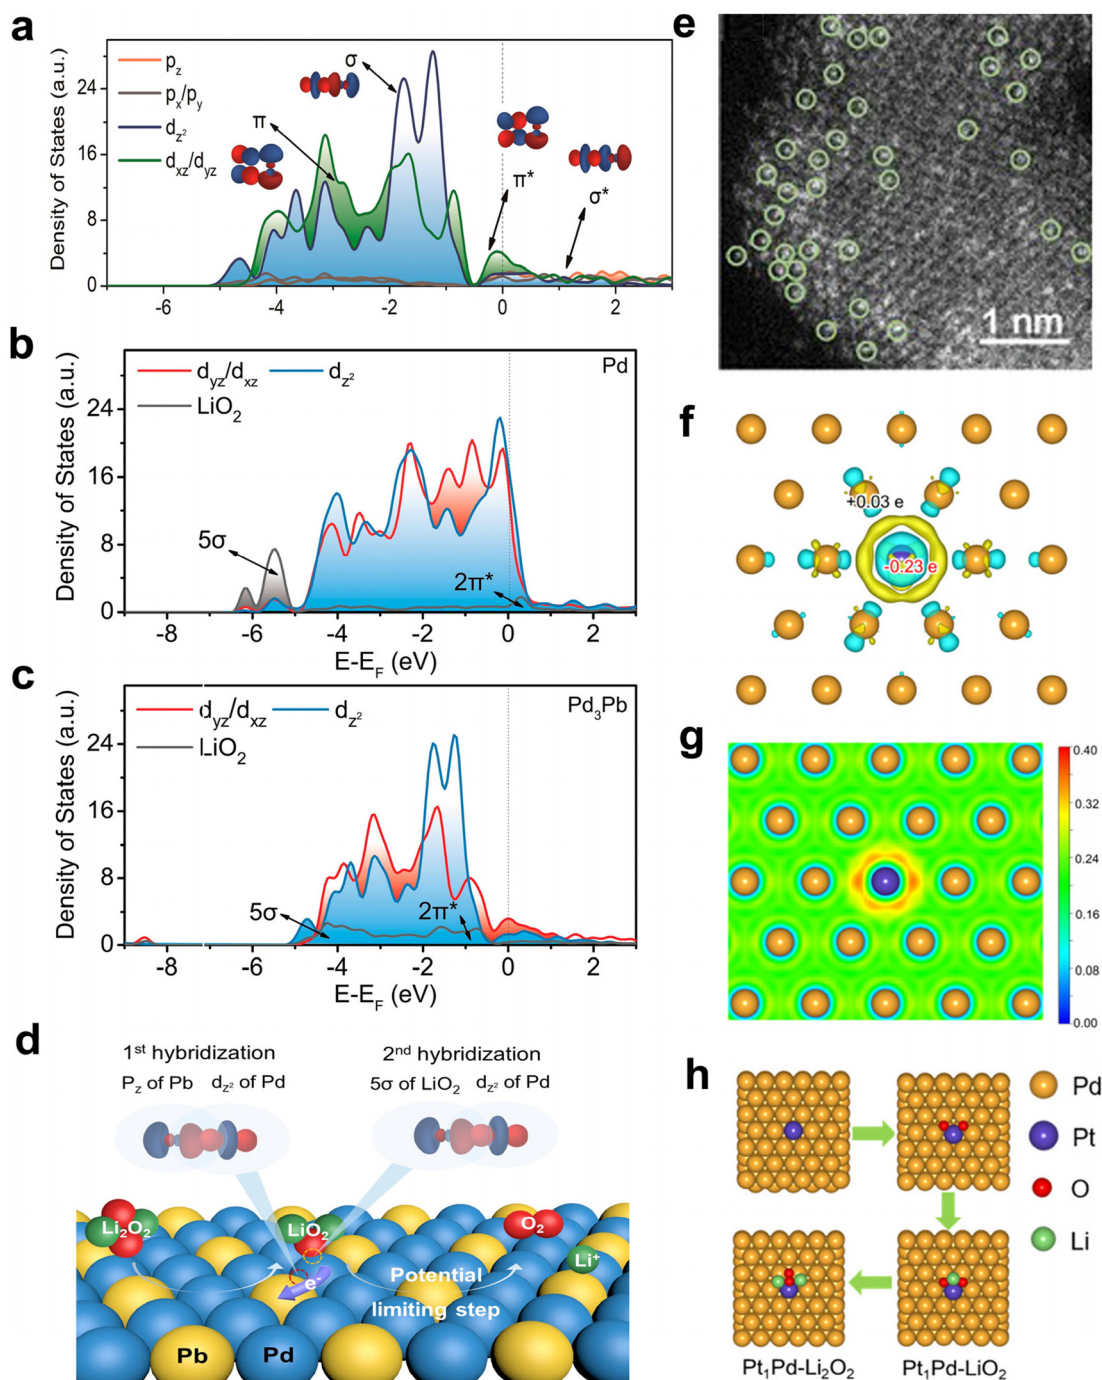 a
Density of States (a.u.)
24
16
8
0
p_z
p_x/p_y
d_z²
d_xz/d_yz
π
σ
π*
σ*
-6 -4 -2 0 2
b
Density of States (a.u.)
24
16
8
0
d_yz/d_xz d_z²
LiO₂
Pd
5σ
2π*
-8 -6 -4 -2 0 2
E-E_F (eV)
c
Density of States (a.u.)
24
16
8
0
d_yz/d_xz d_z²
LiO₂
Pd₃Pb
5σ
2π*
-8 -6 -4 -2 0 2
E-E_F (eV)
d
1st hybridization
P_z of Pb d_z² of Pd
2nd hybridization
5σ of LiO₂ d_z² of Pd
Li₂O₂
LiO₂
O₂
Li⁺
e⁻
Potential
limiting step
Pb
Pd
e
1 nm
f
+0.03 e
-0.23 e
g
0.40
0.32
0.24
0.16
0.08
0.00
h
Pd
Pt
O
Li
Pt₁Pd-Li₂O₂
Pt₁Pd-LiO₂